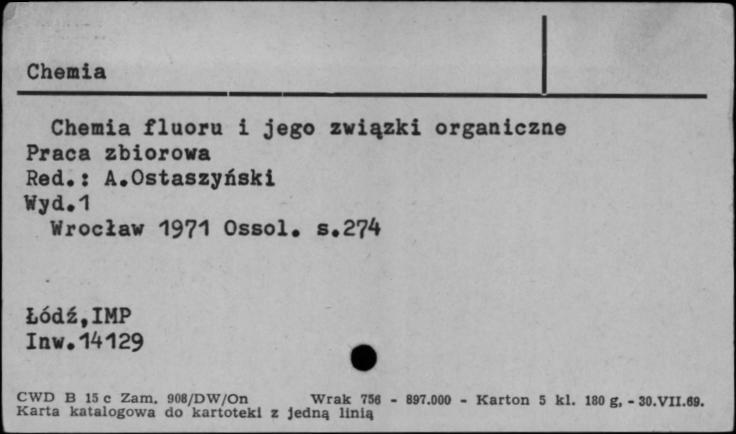 Chemia
Chemia fluoru i jego związki organiczne
Praca zbiorowa
Red.: A.Ostaszyński
Wyd.1
Wrocław 1971 Ossol. s.274
Łódź,IMP
Inw.14129
CWD B 15 c Zam. 908/DW/On Wrak 756 - 897.000 - Karton 5 kl. 180 g, - 30.VII.69.
Karta katalogowa do kartoteki z jedną linią